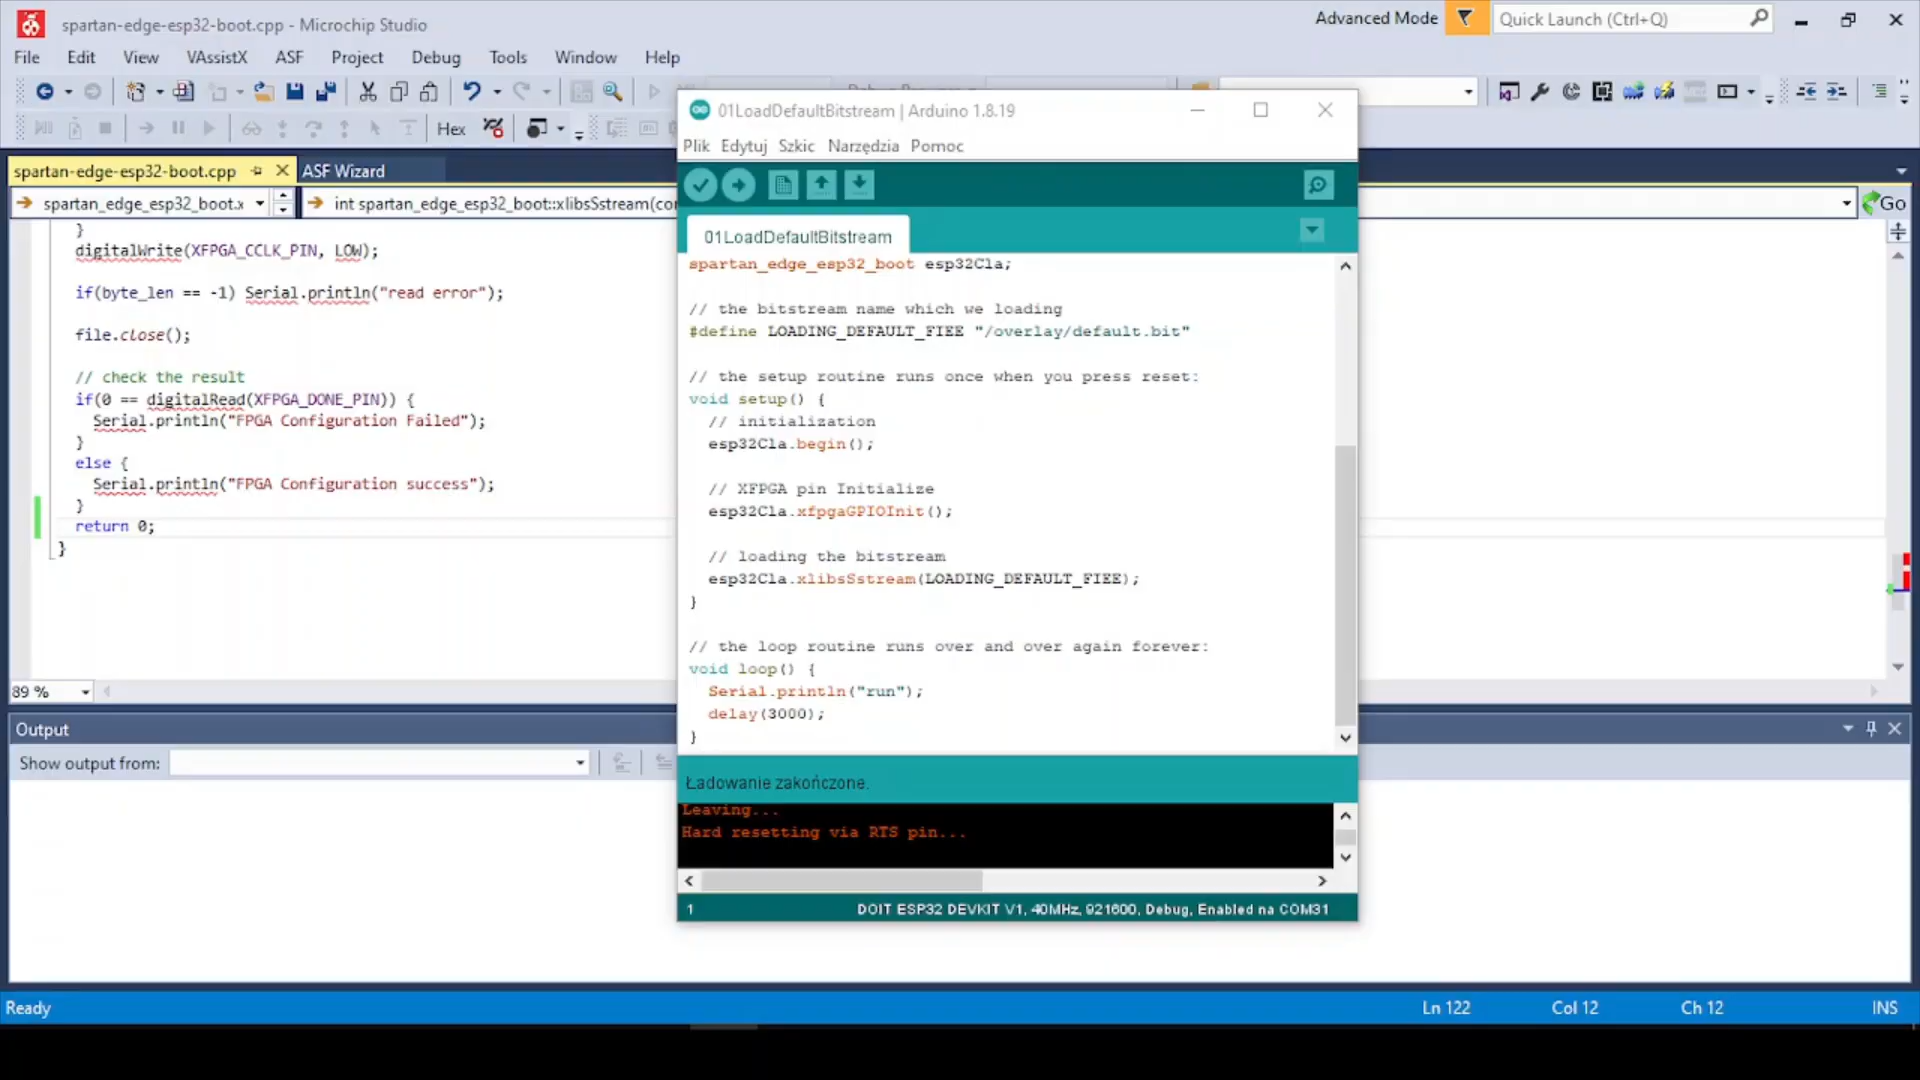 spartan-edge-esp32-boot.cpp - Microchip Studio
Advanced Mode
Quick Launch (Ctrl+Q)
File Edit View VAssistX ASF Project Debug Tools Window Help
Hex
spartan-edge-esp32-boot.cpp
ASF Wizard
spartan_edge_esp32_boot.x
int spartan_edge_esp32_boot::xlibsSstream(co
Go
}
digitalWrite(XFPGA_CCLK_PIN, LOW);
if(byte_len == -1) Serial.println("read error");
file.close();
// check the result
if(0 == digitalRead(XFPGA_DONE_PIN)) {
Serial.println("FPGA Configuration Failed");
}
else {
Serial.println("FPGA Configuration success");
}
return 0;
}
89 %
Output
Show output from:
Ready
Ln 122
Col 12
Ch 12
INS
01LoadDefaultBitstream | Arduino 1.8.19
Plik Edytuj Szkic Narzędzia Pomoc
01LoadDefaultBitstream
spartan_edge_esp32_boot esp32Cla;
// the bitstream name which we loading
#define LOADING_DEFAULT_FIEE "/overlay/default.bit"
// the setup routine runs once when you press reset:
void setup() {
// initialization
esp32Cla.begin();
// XFPGA pin Initialize
esp32Cla.xfpgaGPIOInit();
// loading the bitstream
esp32Cla.xlibsSstream(LOADING_DEFAULT_FIEE);
}
// the loop routine runs over and over again forever:
void loop() {
Serial.println("run");
delay(3000);
}
Ładowanie zakończone.
Leaving...
Hard resetting via RTS pin...
1
DOIT ESP32 DEVKIT V1, 40MHz, 921600, Debug, Enabled na COM31